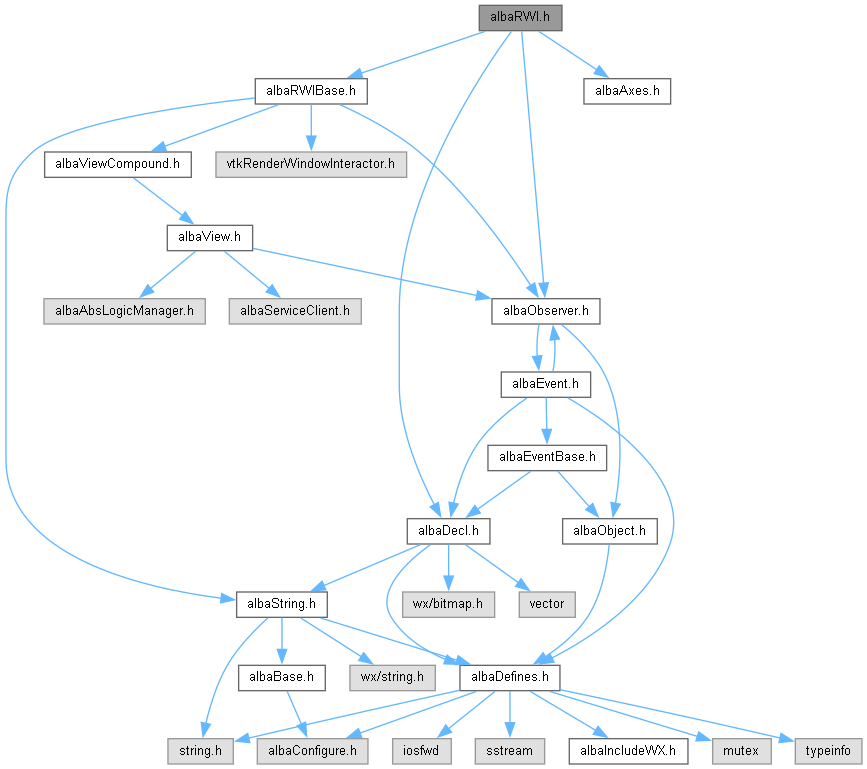 albaRWI.h
albaRWIBase.h
albaAxes.h
albaViewCompound.h
vtkRenderWindowInteractor.h
albaView.h
albaAbsLogicManager.h
albaServiceClient.h
albaObserver.h
albaEvent.h
albaEventBase.h
albaDecl.h
albaObject.h
albaString.h
wx/bitmap.h
vector
albaBase.h
wx/string.h
albaDefines.h
string.h
albaConfigure.h
iosfwd
sstream
albaIncludeWX.h
mutex
typeinfo